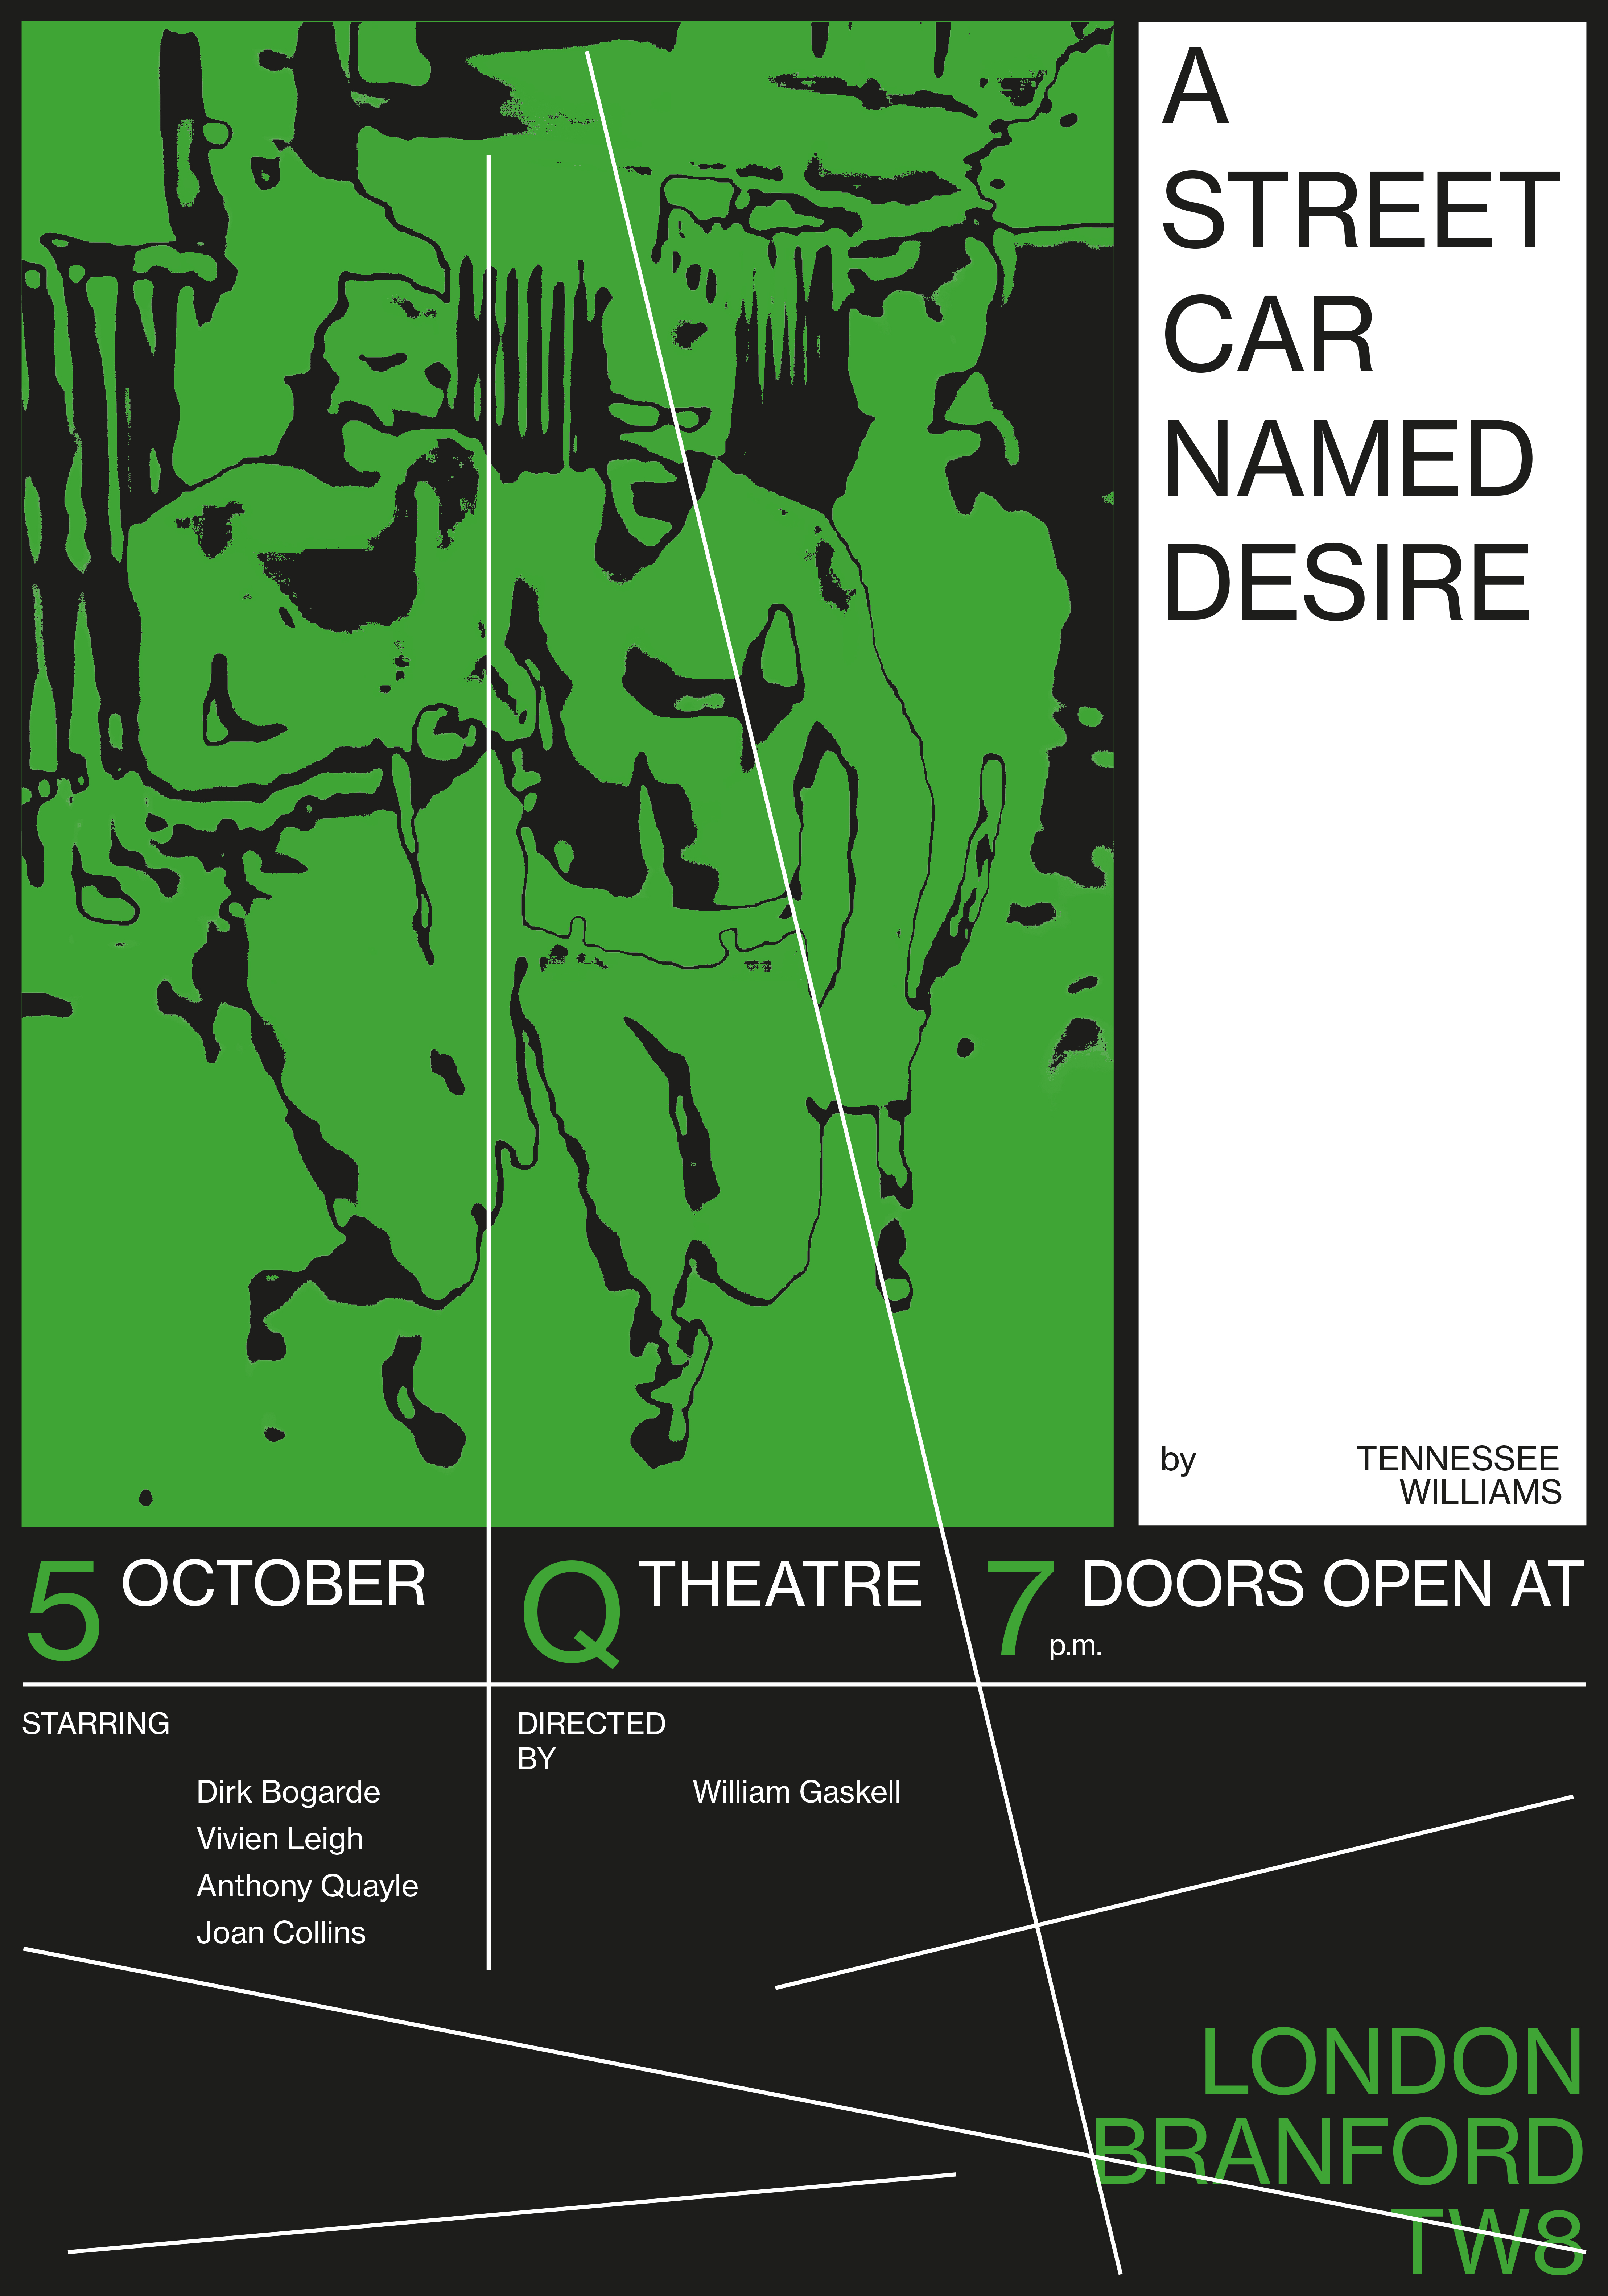 A
STREET
CAR
NAMED
DESIRE
by
TENNESSEE
WILLIAMS
5 OCTOBER
Q THEATRE
7 p.m. DOORS OPEN AT
STARRING
Dirk Bogarde
Vivien Leigh
Anthony Quayle
Joan Collins
DIRECTED
BY
William Gaskell
LONDON
BRANFORD
TW8